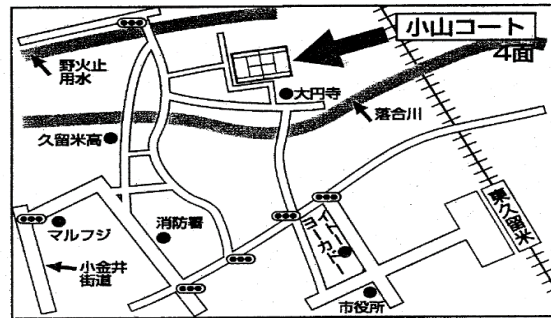 小山コート
4面
野火止
用水
大円寺
落合川
久留米高
マルフジ
消防署
イトーヨーカドー
東久留米
小金井
街道
市役所